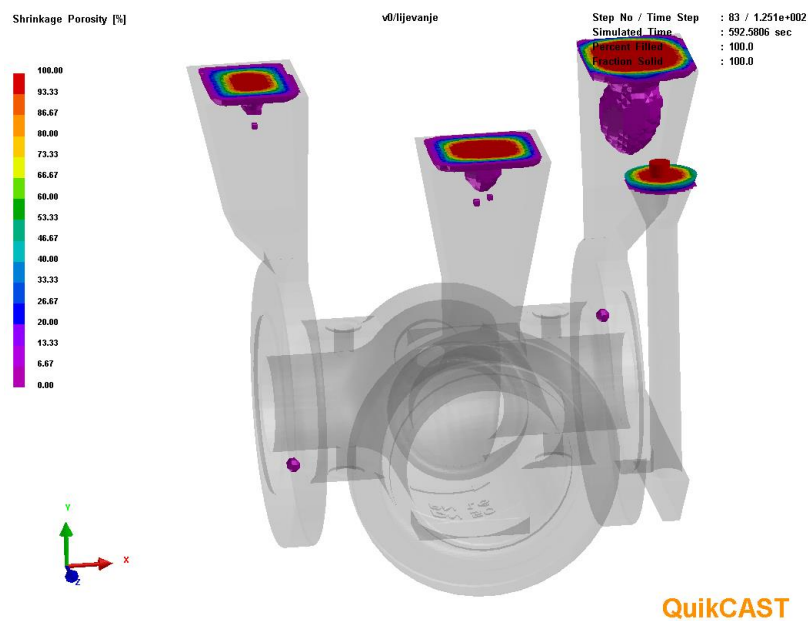 Shrinkage Porosity [%]
v0/lijevanje
Step No / Time Step : 83 / 1.251e+002
Simulated Time : 592.5806 sec
Percent Filled : 100.0
Fraction Solid : 100.0
100.00
93.33
86.67
80.00
73.33
66.67
60.00
53.33
46.67
40.00
33.33
26.67
20.00
13.33
6.67
0.00
Y
X
Z
QuikCAST